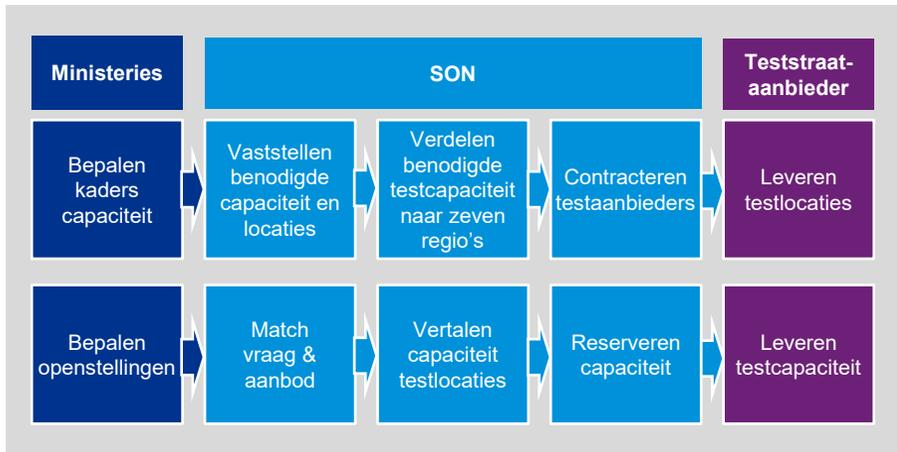 Ministeries
SON
Teststraat-
aanbieder
Bepalen
kaders
capaciteit
Vaststellen
benodigde
capaciteit en
locaties
Verdelen
benodigde
testcapaciteit
naar zeven
regio's
Contracteren
testaanbieders
Leveren
testlocaties
Bepalen
openstellingen
Match
vraag &
aanbod
Vertalen
capaciteit
testlocaties
Reserveren
capaciteit
Leveren
testcapaciteit